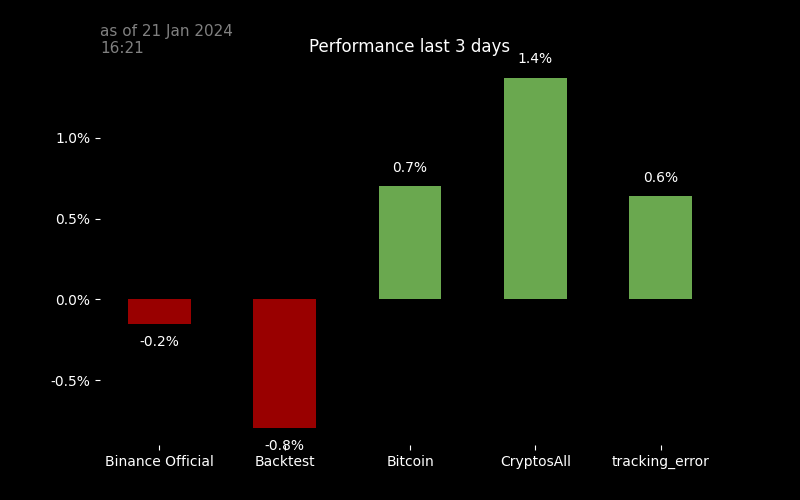 as of 21 Jan 2024
16:21
Performance last 3 days
1.4%
1.0%
0.7%
0.6%
0.5%
0.0%
-0.2%
-0.5%
-0.8%
Binance Official
Backtest
Bitcoin
CryptosAll
tracking_error